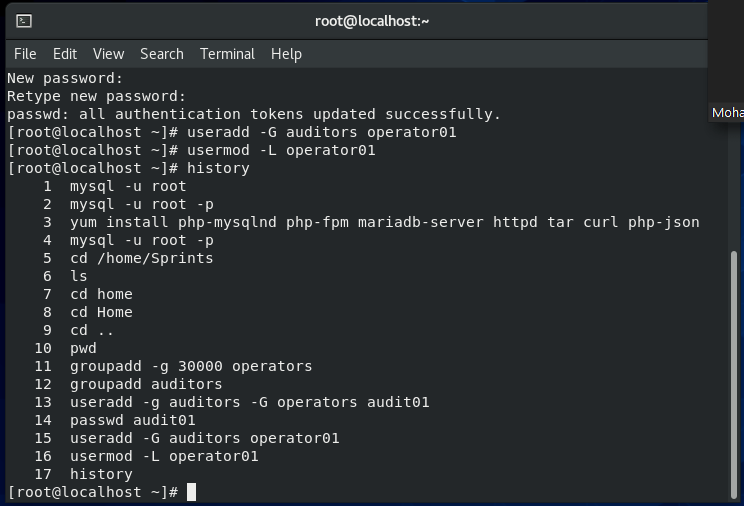 root@localhost:~
File Edit View Search Terminal Help
New password:
Retype new password:
passwd: all authentication tokens updated successfully.
[root@localhost ~]# useradd -G auditors operator01
[root@localhost ~]# usermod -L operator01
[root@localhost ~]# history
1 mysql -u root
2 mysql -u root -p
3 yum install php-mysqlnd php-fpm mariadb-server httpd tar curl php-json
4 mysql -u root -p
5 cd /home/Sprints
6 ls
7 cd home
8 cd Home
9 cd ..
10 pwd
11 groupadd -g 30000 operators
12 groupadd auditors
13 useradd -g auditors -G operators audit01
14 passwd audit01
15 useradd -G auditors operator01
16 usermod -L operator01
17 history
[root@localhost ~]#
Moha